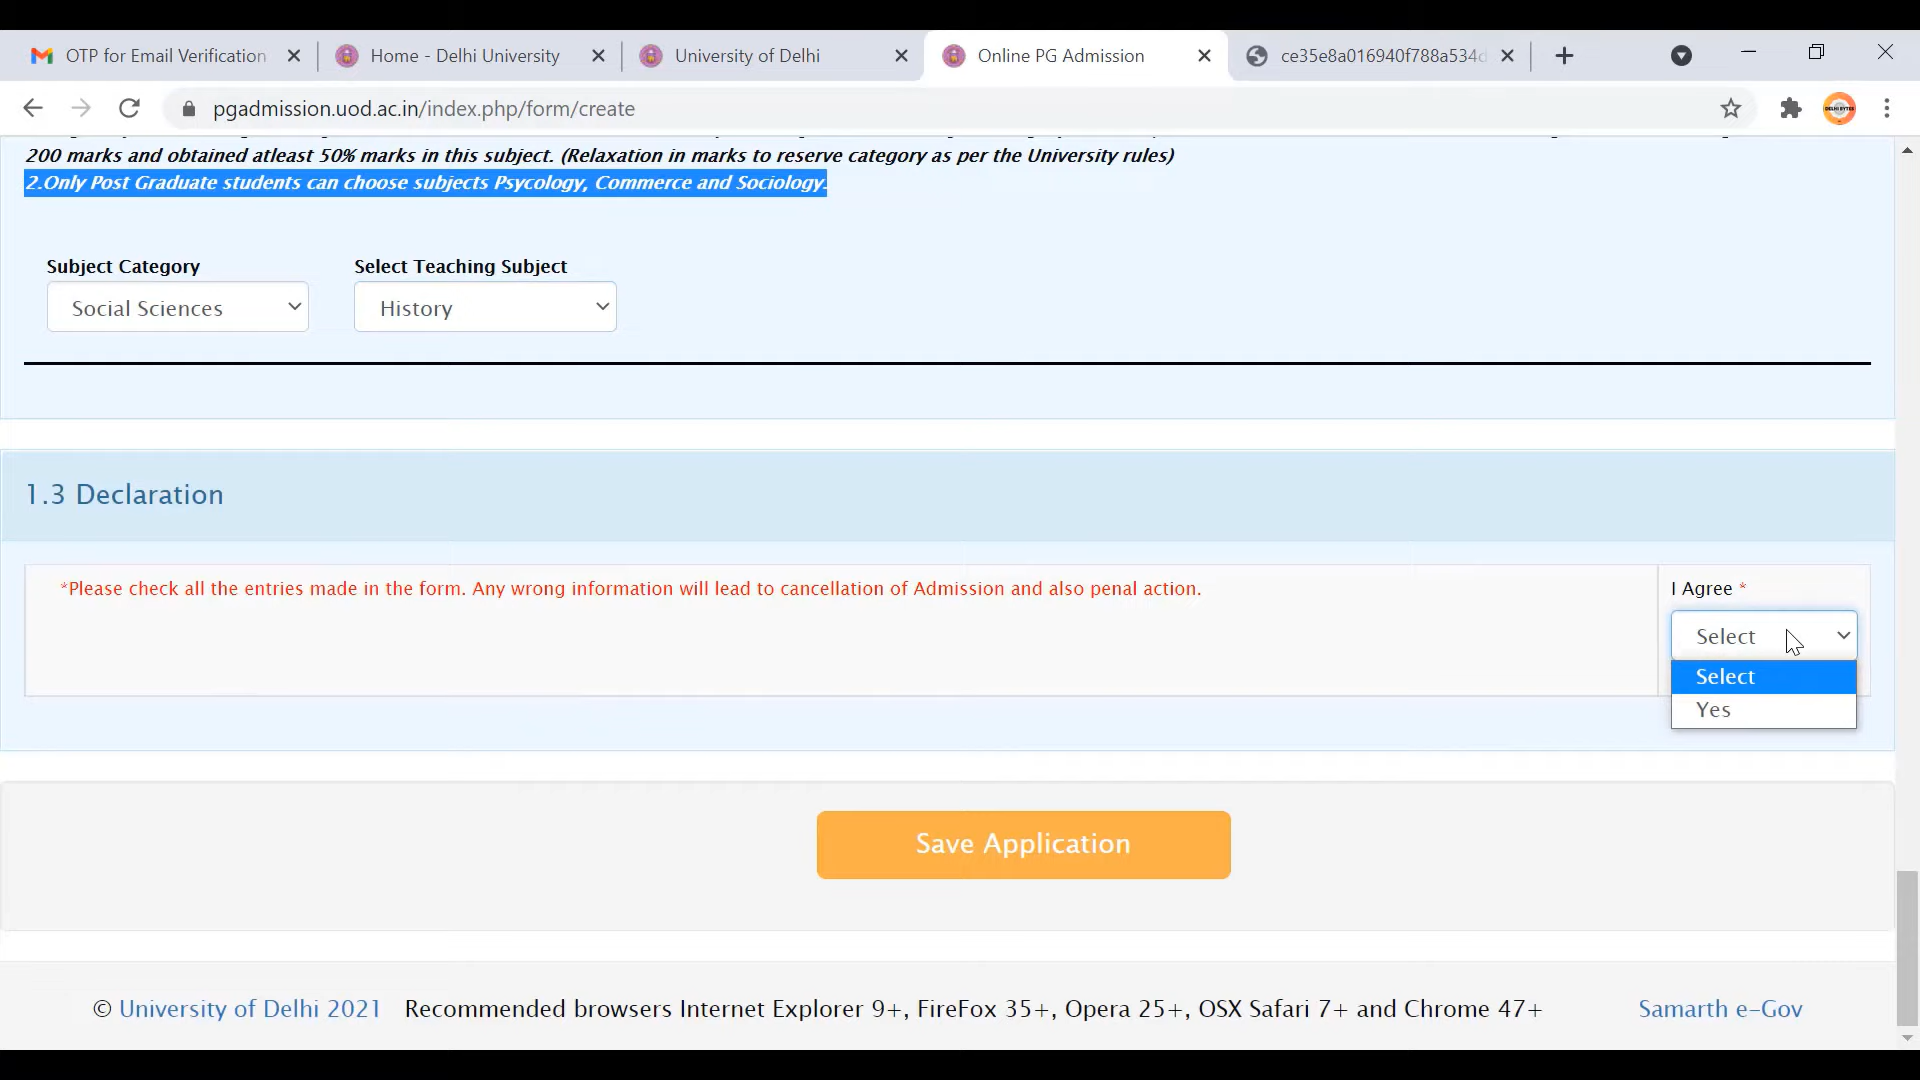 OTP for Email Verification
Home - Delhi University
University of Delhi
Online PG Admission
ce35e8a016940f788a534d
pgadmission.uod.ac.in/index.php/form/create
200 marks and obtained atleast 50% marks in this subject. (Relaxation in marks to reserve category as per the University rules)
2.Only Post Graduate students can choose subjects Psycology, Commerce and Sociology.
Subject Category
Select Teaching Subject
Social Sciences
History
1.3 Declaration
*Please check all the entries made in the form. Any wrong information will lead to cancellation of Admission and also penal action.
I Agree *
Select
Select
Yes
Save Application
© University of Delhi 2021 Recommended browsers Internet Explorer 9+, FireFox 35+, Opera 25+, OSX Safari 7+ and Chrome 47+ Samarth e-Gov